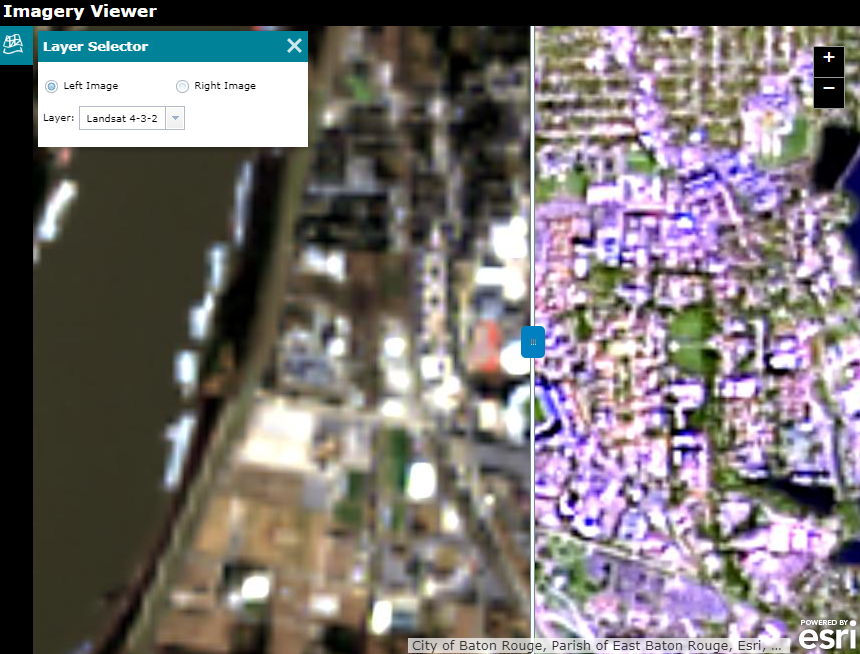 Imagery Viewer
Layer Selector
Left Image
Right Image
Layer: Landsat 4-3-2
+
−
City of Baton Rouge, Parish of East Baton Rouge, Esri, ...
POWERED BY
esri